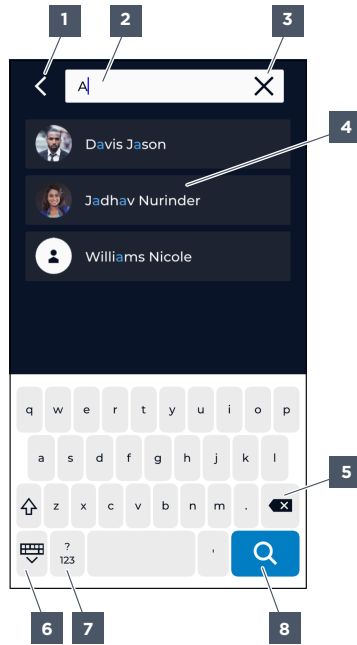 1 2 3
A
Davis Jason
4
Jadhav Nurinder
Williams Nicole
q w e r t y u i o p
a s d f g h j k l
5
z x c v b n m .
?
123
'
6 7 8